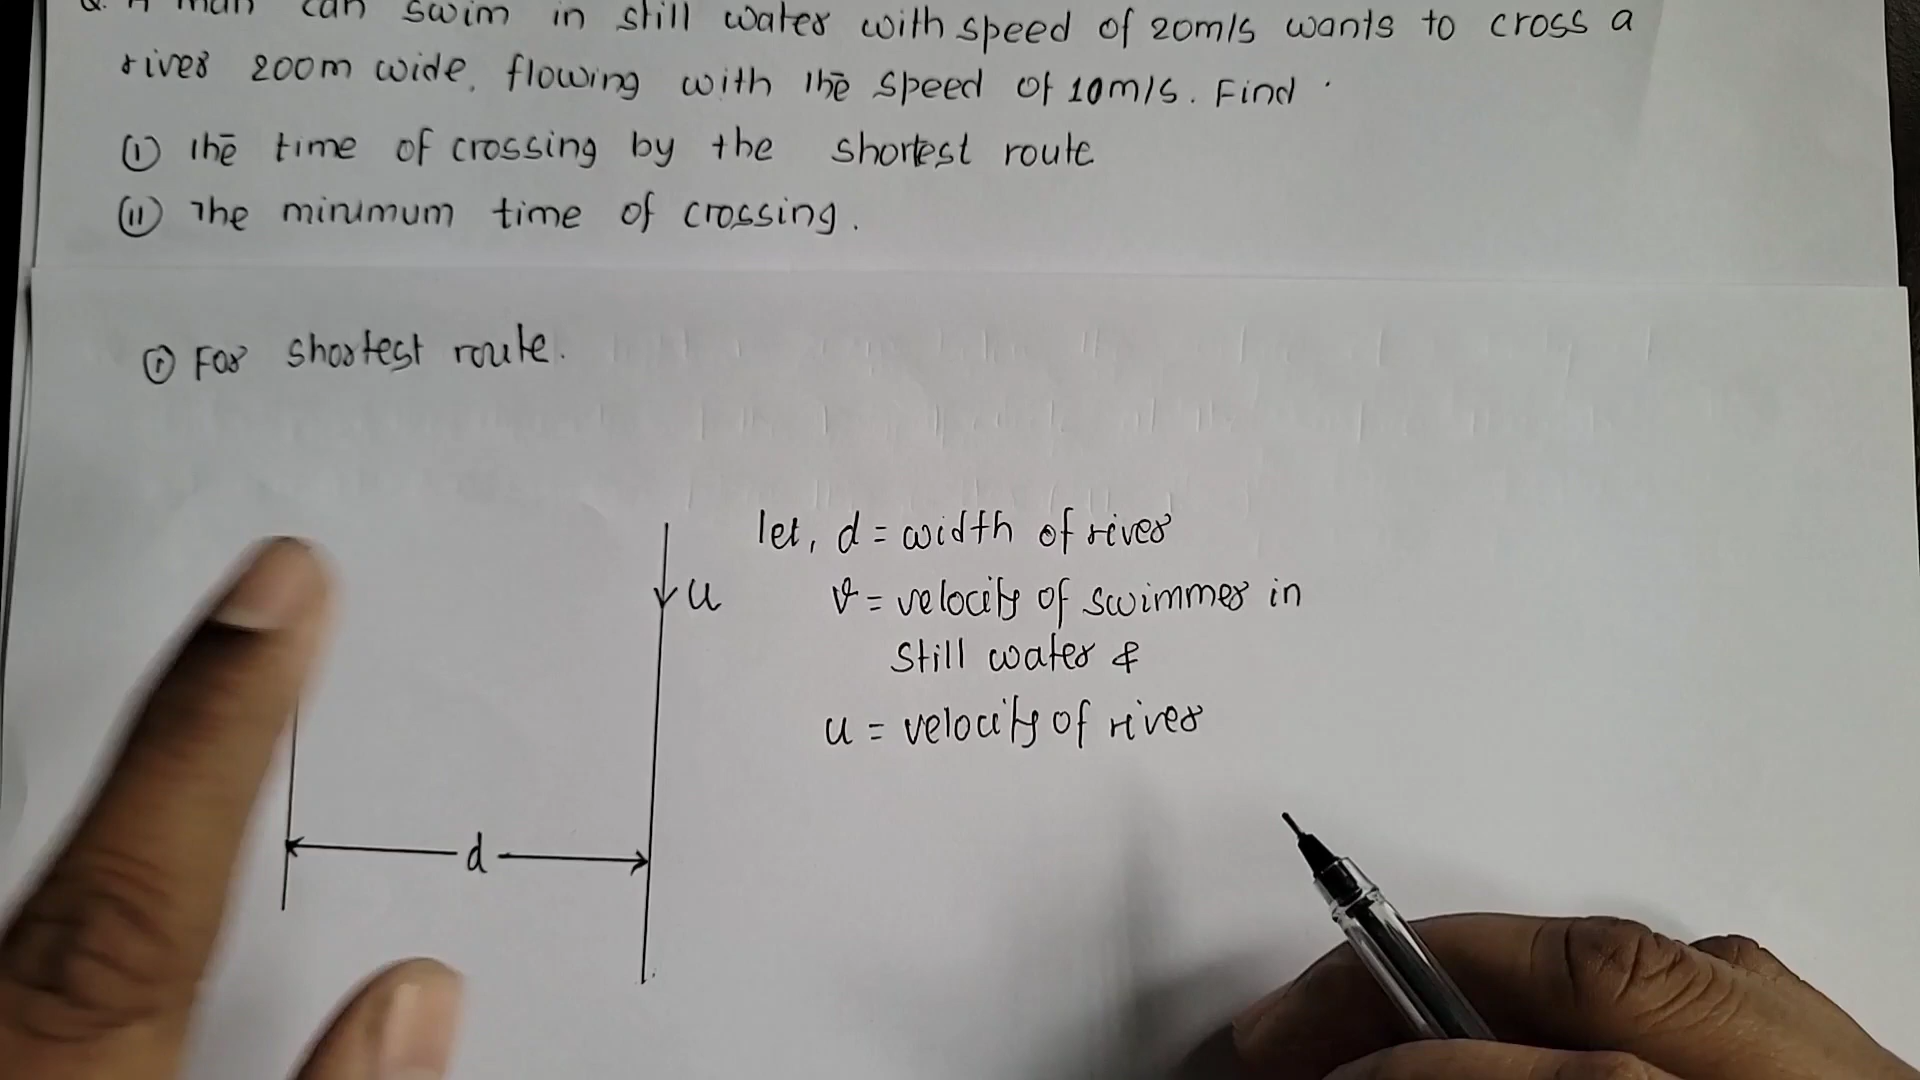 Q. A man can swim in still water with speed of 20m/s wants to cross a
river 200m wide, flowing with the speed of 10m/s. Find
(i) The time of crossing by the shortest route
(ii) The minimum time of crossing.
(i) For shortest route.
let, d = width of river
v = velocity of swimmer in
still water &
u = velocity of river
u
d